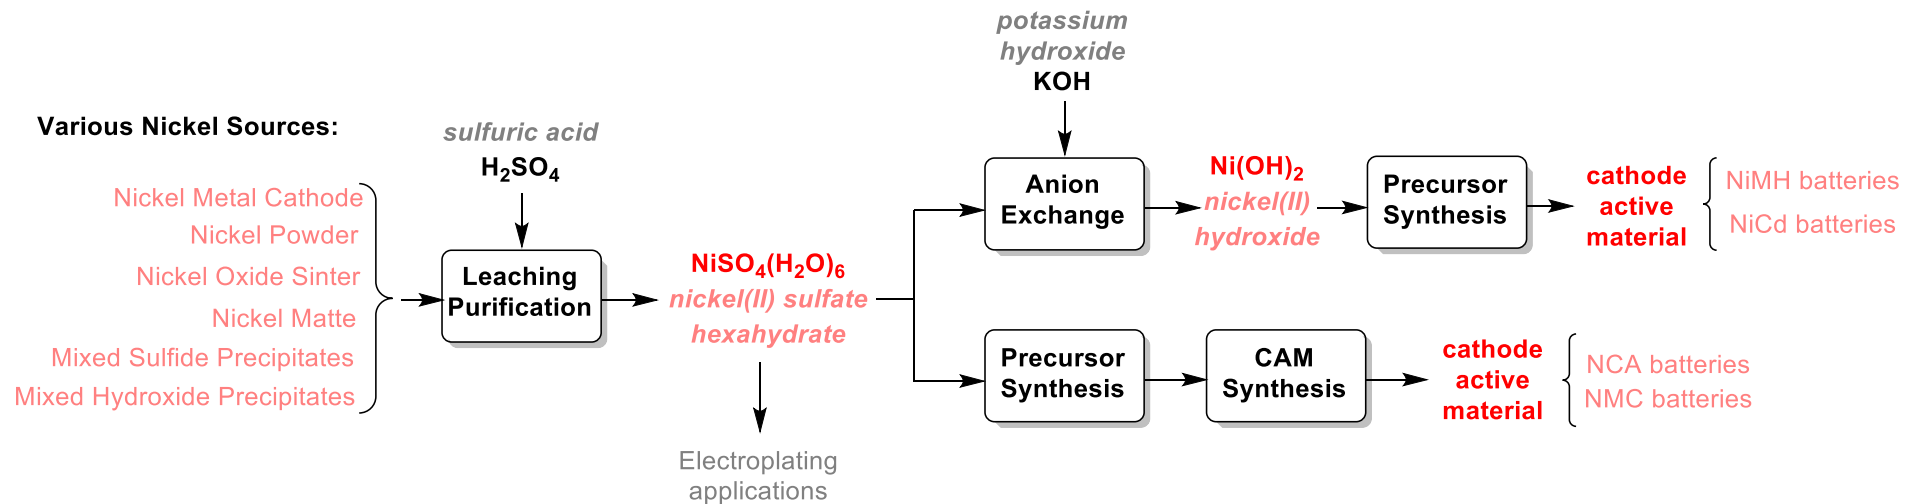 Various Nickel Sources:
Nickel Metal Cathode
Nickel Powder
Nickel Oxide Sinter
Nickel Matte
Mixed Sulfide Precipitates
Mixed Hydroxide Precipitates
sulfuric acid
H₂SO₄
Leaching
Purification
NiSO₄(H₂O)₆
nickel(II) sulfate
hexahydrate
Electroplating
applications
potassium
hydroxide
KOH
Anion
Exchange
Ni(OH)₂
nickel(II)
hydroxide
Precursor
Synthesis
cathode
active
material
NiMH batteries
NiCd batteries
Precursor
Synthesis
CAM
Synthesis
cathode
active
material
NCA batteries
NMC batteries